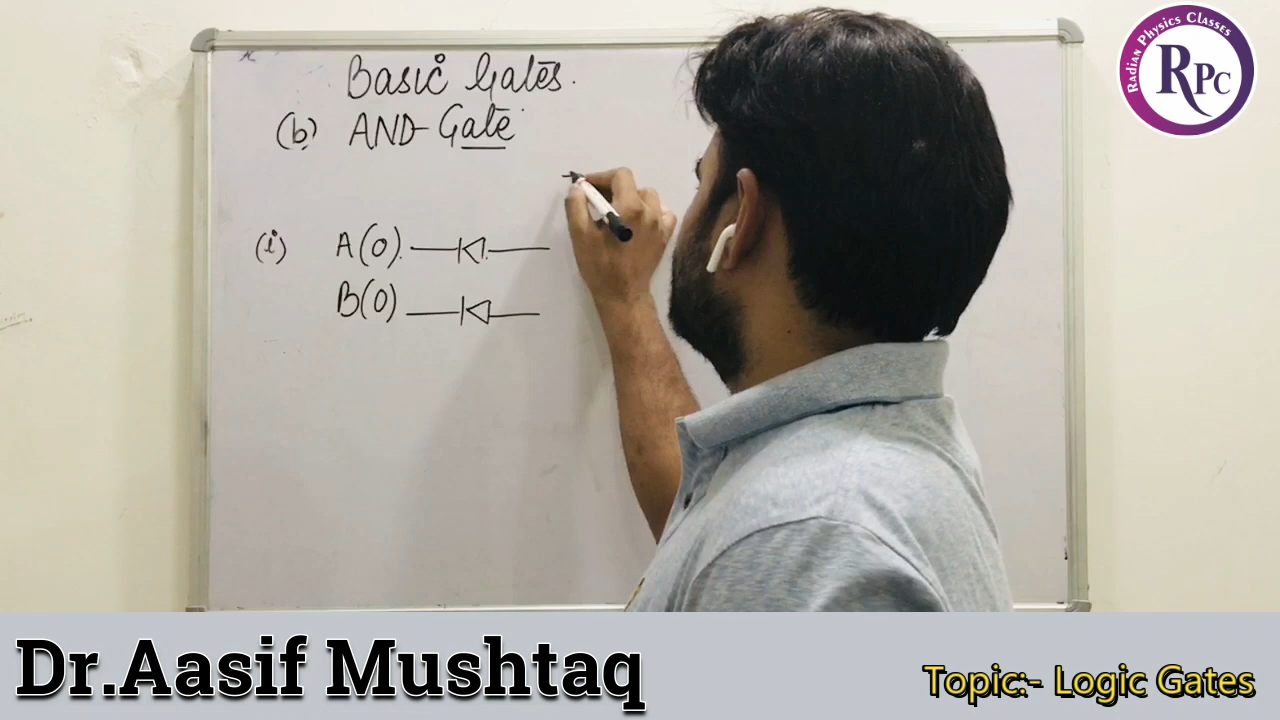 Basic Gates.
(b) AND-Gate
(i) A(0).
B(0)
RADIAN PHYSICS CLASSES
RPC
Dr.Aasif Mushtaq
Topic:- Logic Gates